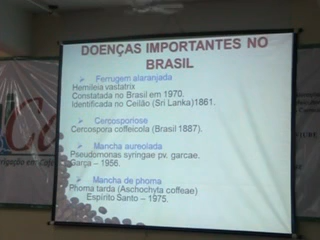 DOENÇAS IMPORTANTES NO
BRASIL
Ferrugem alaranjada
Hemileia vastatrix
Constatada no Brasil em 1970.
Identificada no Ceilão (Sri Lanka)1861.
Cercosporiose
Cercospora coffeicola (Brasil 1887).
Mancha aureolada
Pseudomonas syringae pv. garcae.
Garça – 1956.
Mancha de phoma
Phoma tarda (Aschochyta coffeae)
Espírito Santo – 1975.